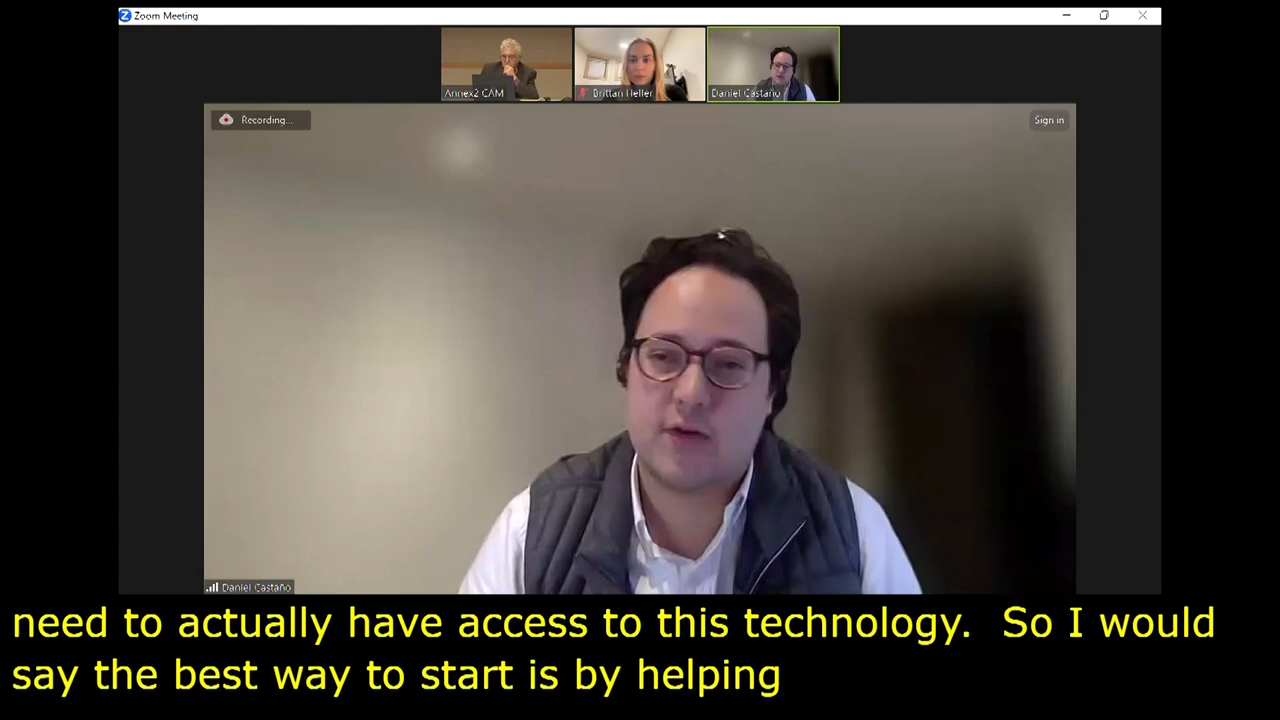 Zoom Meeting
Annex2 CAM
Brittan Heller
Daniel Castaño
Recording...
Sign in
Daniel Castaño
need to actually have access to this technology.  So I would
say the best way to start is by helping